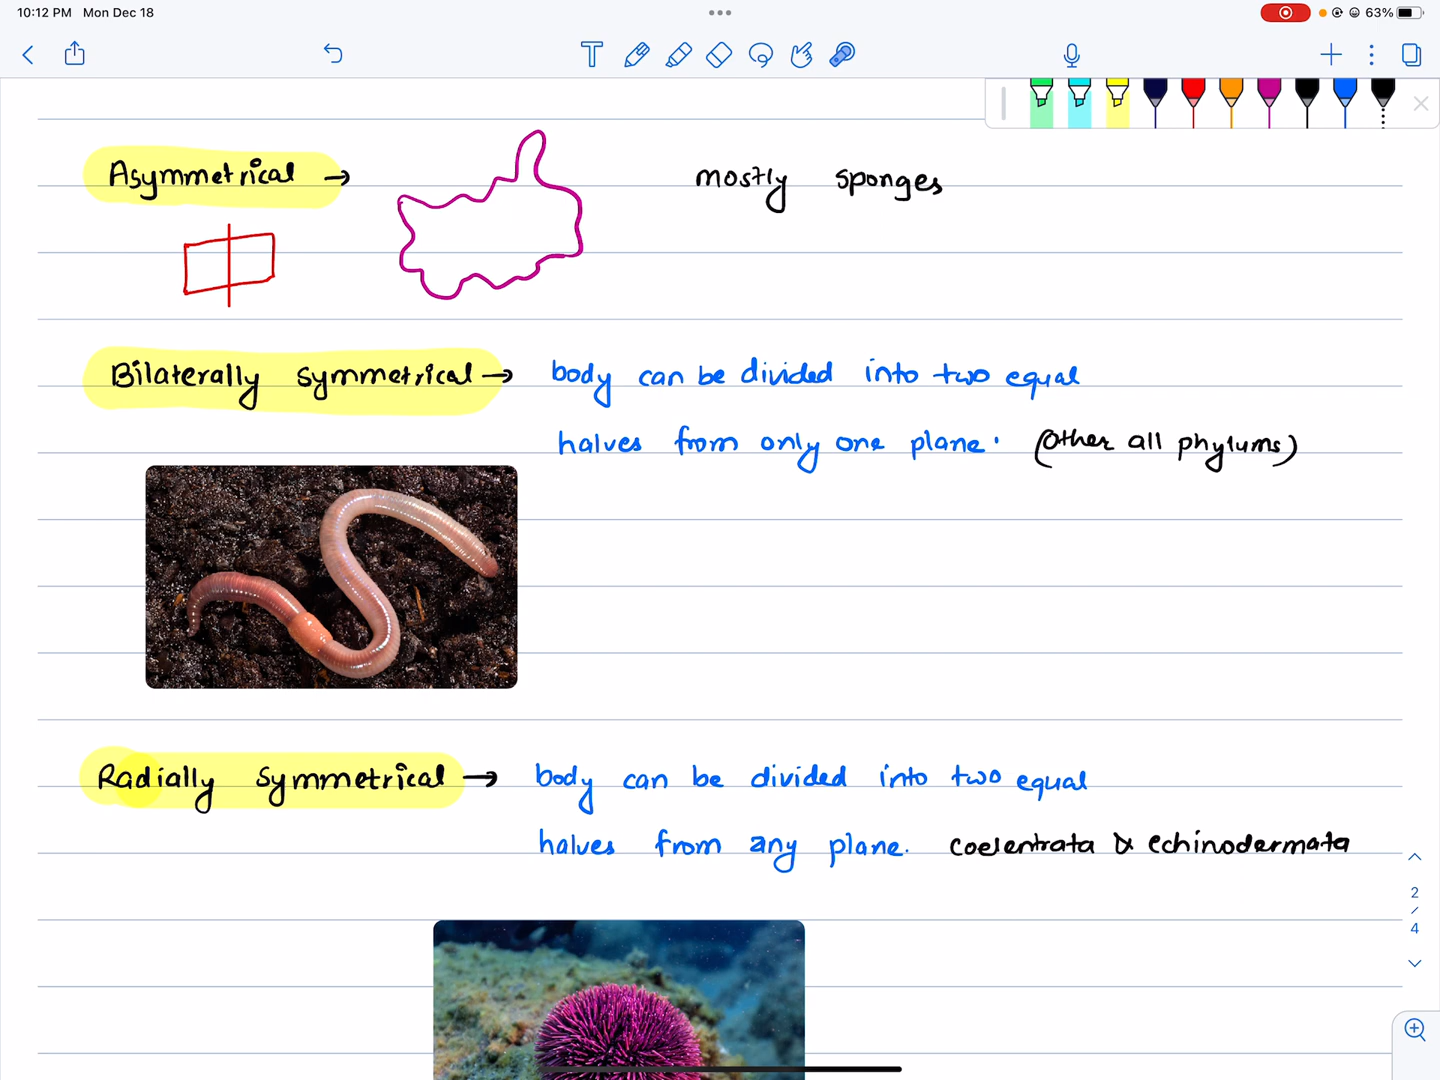 10:12 PM Mon Dec 18
63%
Asymmetrical → mostly sponges
Bilaterally symmetrical → body can be divided into two equal
halves from only one plane. (other all phylums)
Radially symmetrical → body can be divided into two equal
halves from any plane. coelentrata & echinodermata
2
/
4